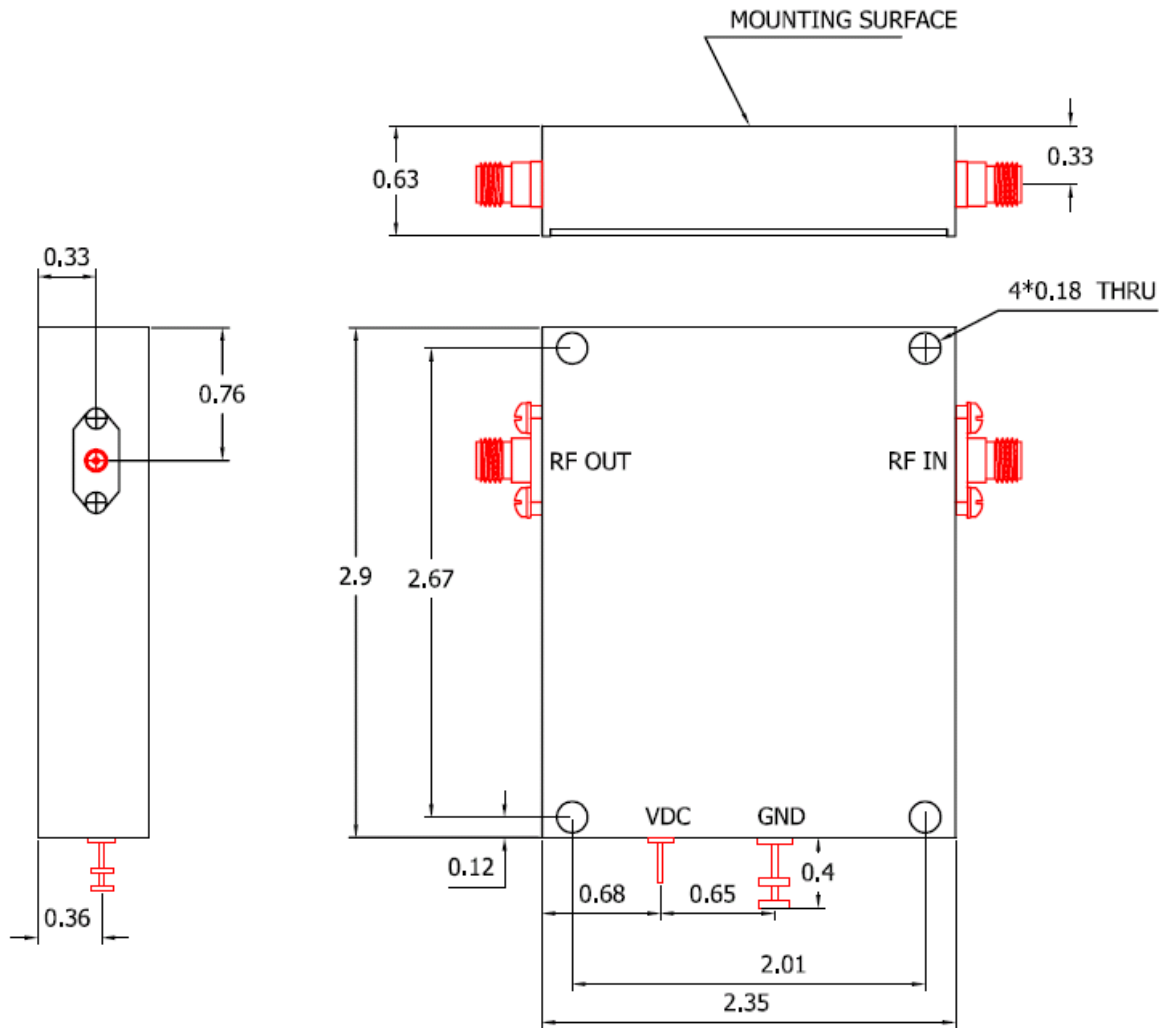 MOUNTING SURFACE
0.63
0.33
0.33
4*0.18 THRU
0.76
RF OUT
RF IN
2.9
2.67
VDC
GND
0.12
0.4
0.68
0.65
0.36
2.01
2.35